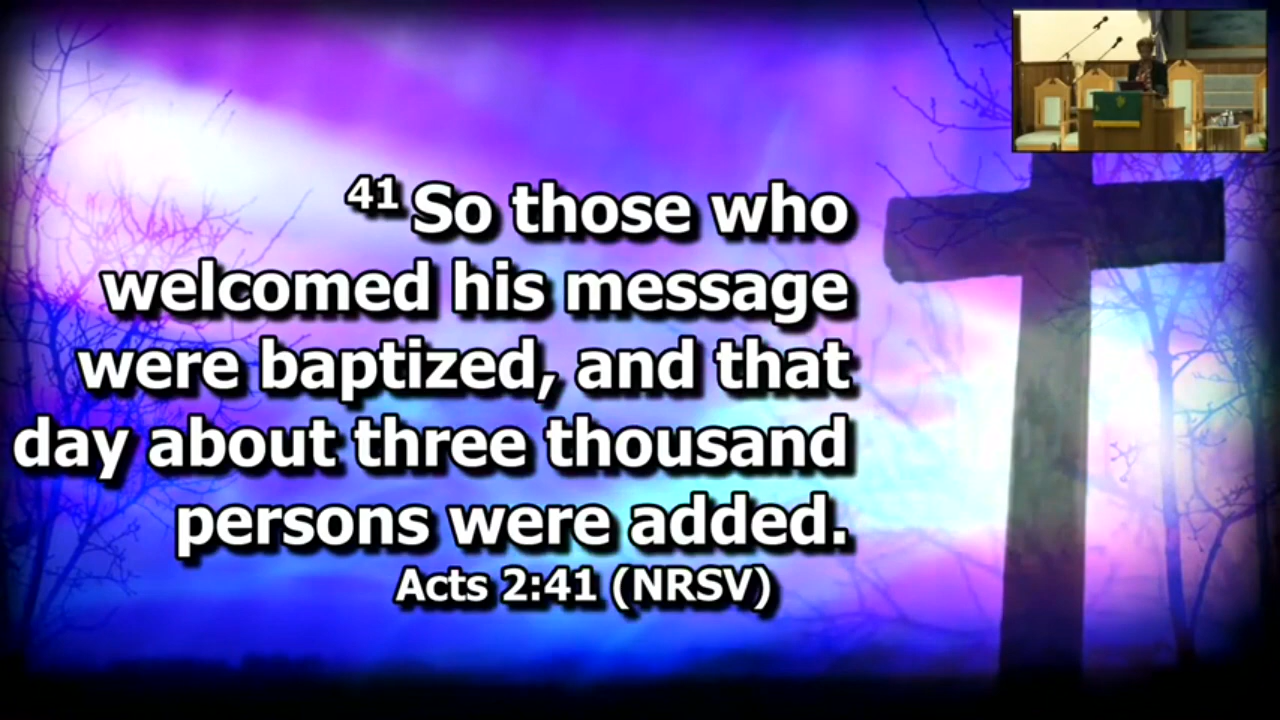 41 So those who
welcomed his message
were baptized, and that
day about three thousand
persons were added.
Acts 2:41 (NRSV)